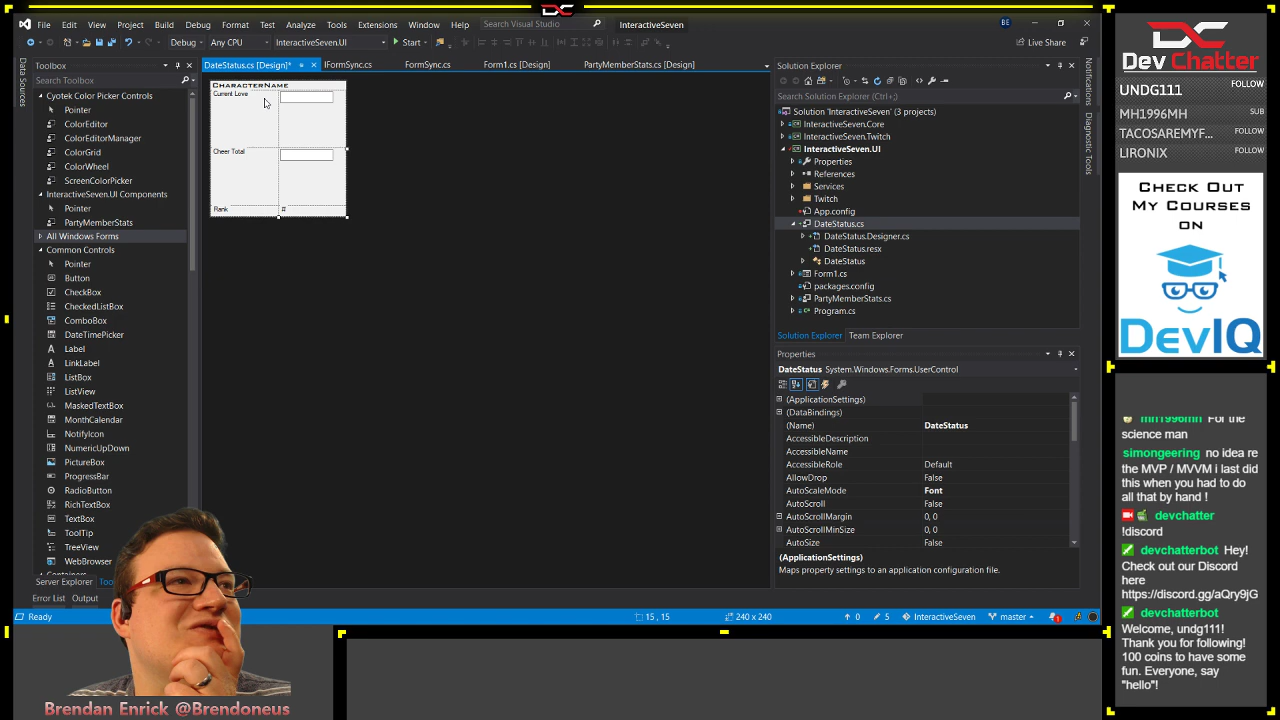 File Edit View Project Build Debug Format Test Analyze Tools Extensions Window Help Search Visual Studio InteractiveSeven BE
Debug Any CPU InteractiveSeven.UI Start Live Share
Data Sources
Toolbox
Search Toolbox
Cyotek Color Picker Controls
ColorEditor
ColorEditorManager
ColorGrid
ColorWheel
ScreenColorPicker
InteractiveSeven.UI Components
Pointer
PartyMemberStats
All Windows Forms
Common Controls
Pointer
Button
CheckBox
CheckedListBox
ComboBox
DateTimePicker
Label
LinkLabel
ListBox
ListView
MaskedTextBox
MonthCalendar
NotifyIcon
NumericUpDown
PictureBox
ProgressBar
RadioButton
RichTextBox
TextBox
ToolTip
TreeView
WebBrowser
Server Explorer
Error List Output
DateStatus.cs [Design]* IFormSync.cs FormSync.cs Form1.cs [Design] PartyMemberStats.cs [Design]
CharacterName
Current Love
Cheer Total
Rank #
Solution Explorer
Search Solution Explorer (Ctrl+;)
Solution 'InteractiveSeven' (3 projects)
InteractiveSeven.Core
InteractiveSeven.Twitch
InteractiveSeven.UI
Properties
References
Services
Twitch
App.config
DateStatus.cs
DateStatus.Designer.cs
DateStatus.resx
DateStatus
Form1.cs
packages.config
PartyMemberStats.cs
Program.cs
Solution Explorer Team Explorer
Properties
DateStatus System.Windows.Forms.UserControl
(ApplicationSettings)
(DataBindings)
(Name) DateStatus
AccessibleDescription
AccessibleName
AccessibleRole Default
AllowDrop False
AutoScaleMode Font
AutoScroll False
AutoScrollMargin 0, 0
AutoScrollMinSize 0, 0
AutoSize False
(ApplicationSettings)
Maps property settings to an application configuration file.
Notifications
Diagnostic Tools
Ready 15 , 15 240 x 240 0 5 InteractiveSeven master 1
Brendan Enrick @Brendoneus
DC
Dev Chatter
UNDG111 FOLLOW
MH1996MH SUB
TACOSAREMYF... FOLLOW
LIRONIX FOLLOW
Check Out
My Courses
on
DevIQ
mh1996mh For the
science man
simongeering no idea re
the MVP / MVVM i last did
this when you had to do
all that by hand !
devchatter
!discord
devchatterbot Hey!
Check out our Discord
here
https://discord.gg/aQry9jG
devchatterbot
Welcome, undg111!
Thank you for following!
100 coins to have some
fun. Everyone, say
"hello"!